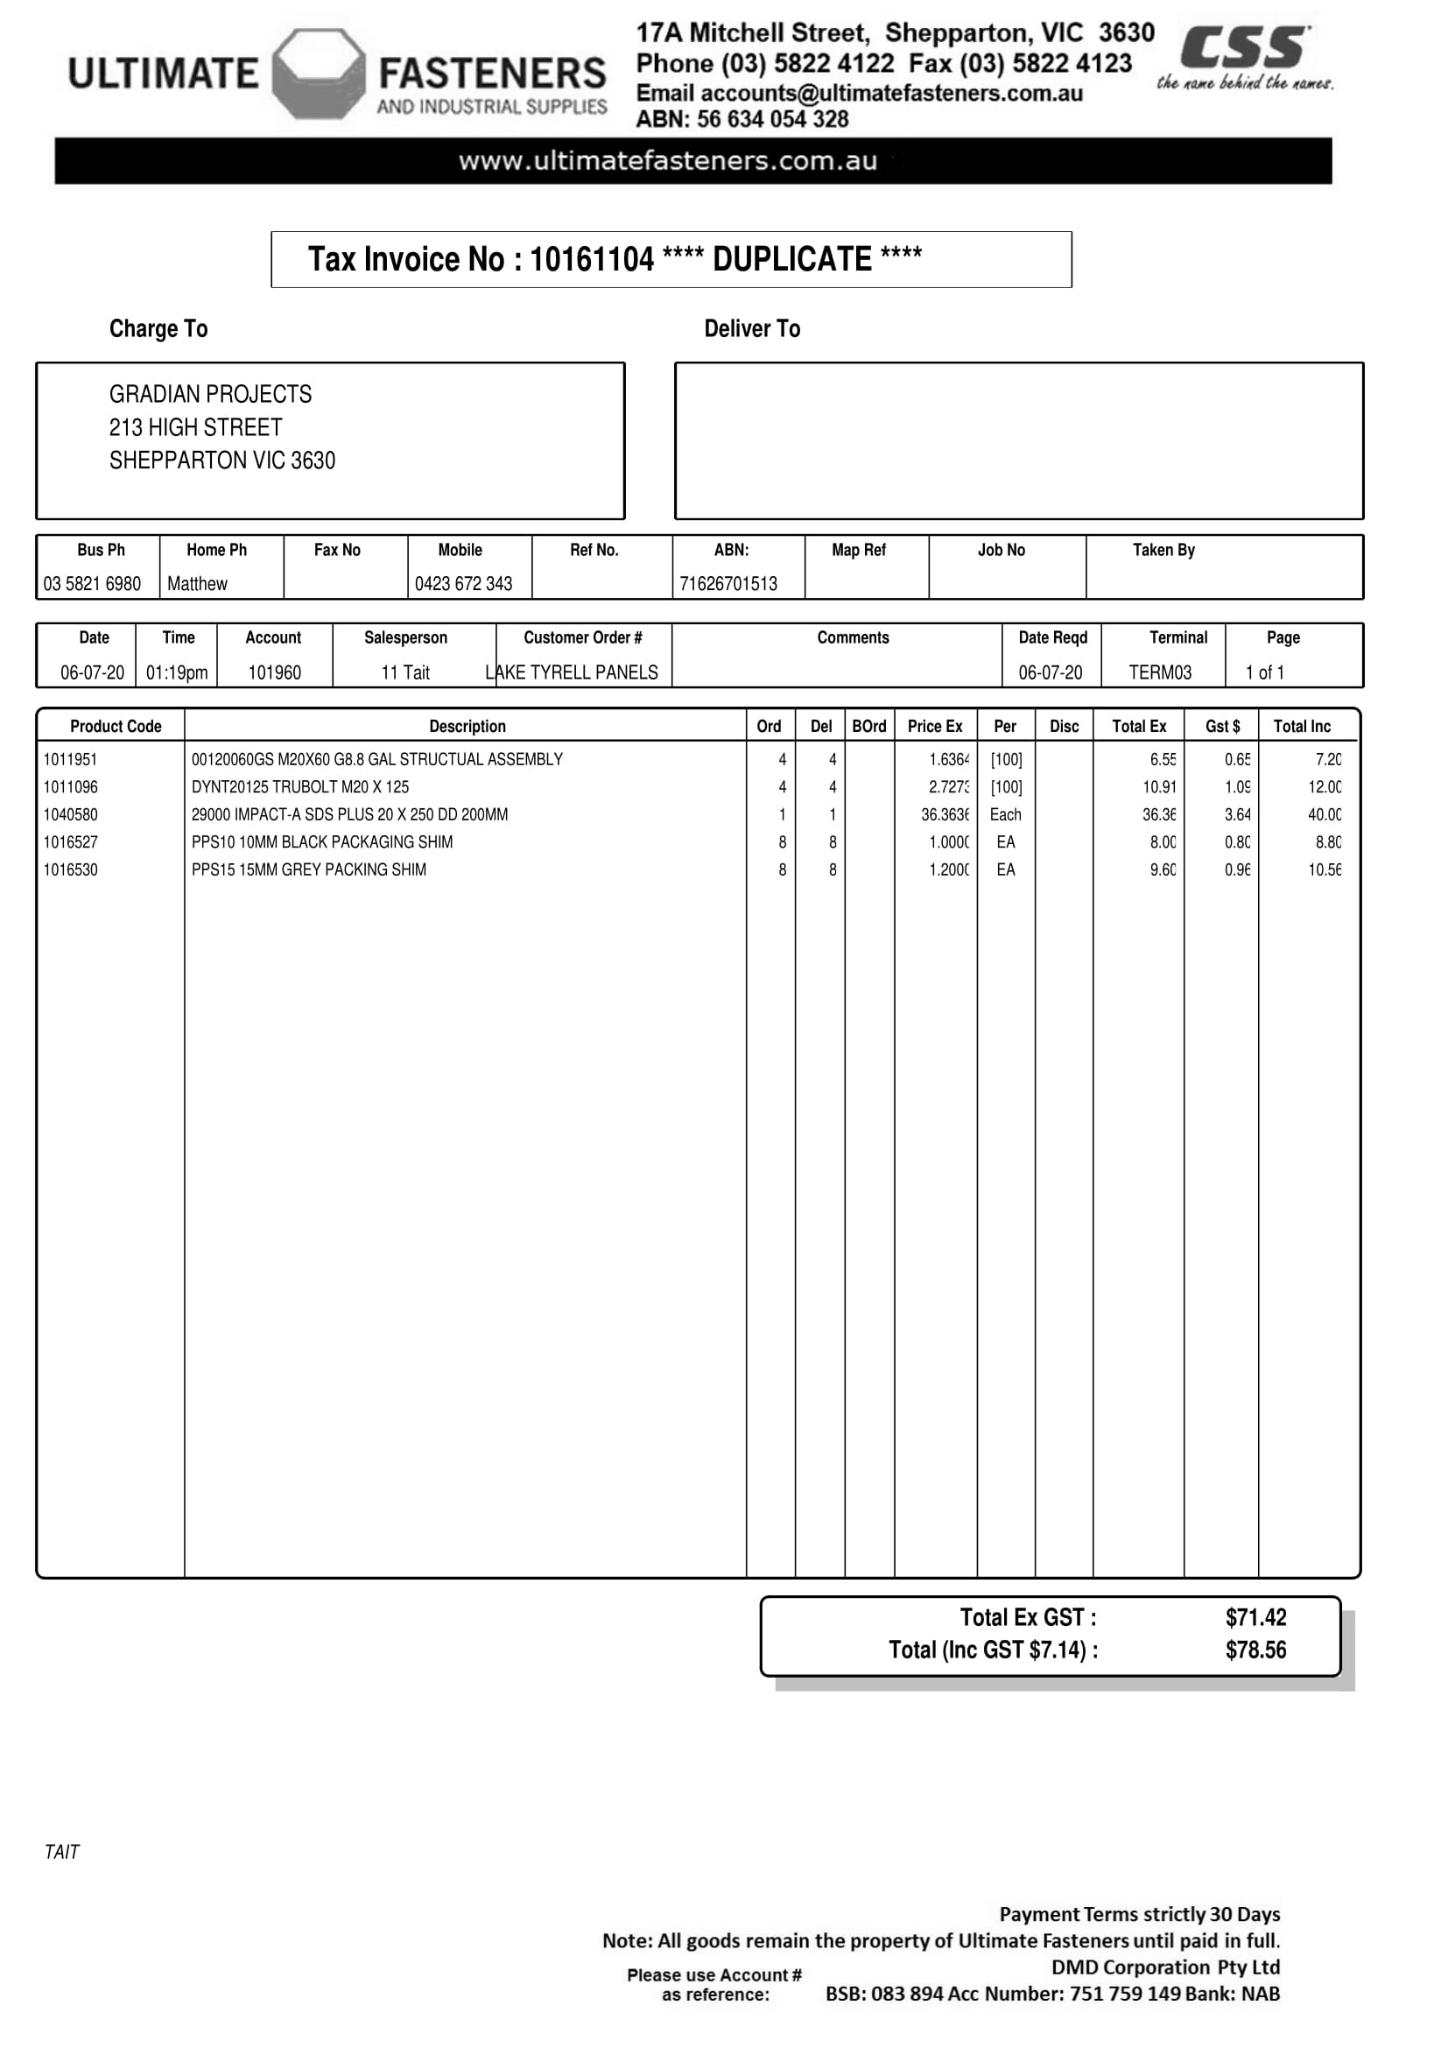 ULTIMATE FASTENERS
AND INDUSTRIAL SUPPLIES
17A Mitchell Street, Shepparton, VIC 3630
Phone (03) 5822 4122 Fax (03) 5822 4123
Email accounts@ultimatefasteners.com.au
ABN: 56 634 054 328
CSS
the name behind the names.
www.ultimatefasteners.com.au
Tax Invoice No : 10161104 **** DUPLICATE ****
Charge To Deliver To
GRADIAN PROJECTS
213 HIGH STREET
SHEPPARTON VIC 3630
Bus Ph Home Ph Fax No Mobile Ref No. ABN: Map Ref Job No Taken By
03 5821 6980 Matthew 0423 672 343 71626701513
Date Time Account Salesperson Customer Order # Comments Date Reqd Terminal Page
06-07-20 01:19pm 101960 11 Tait LAKE TYRELL PANELS 06-07-20 TERM03 1 of 1
Product Code Description Ord Del BOrd Price Ex Per Disc Total Ex Gst $ Total Inc
1011951 00120060GS M20X60 G8.8 GAL STRUCTUAL ASSEMBLY 4 4 1.6364 [100] 6.55 0.65 7.20
1011096 DYNT20125 TRUBOLT M20 X 125 4 4 2.7273 [100] 10.91 1.09 12.00
1040580 29000 IMPACT-A SDS PLUS 20 X 250 DD 200MM 1 1 36.3636 Each 36.36 3.64 40.00
1016527 PPS10 10MM BLACK PACKAGING SHIM 8 8 1.0000 EA 8.00 0.80 8.80
1016530 PPS15 15MM GREY PACKING SHIM 8 8 1.2000 EA 9.60 0.96 10.56
Total Ex GST : $71.42
Total (Inc GST $7.14) : $78.56
TAIT
Payment Terms strictly 30 Days
Note: All goods remain the property of Ultimate Fasteners until paid in full.
DMD Corporation Pty Ltd
Please use Account #
as reference: BSB: 083 894 Acc Number: 751 759 149 Bank: NAB